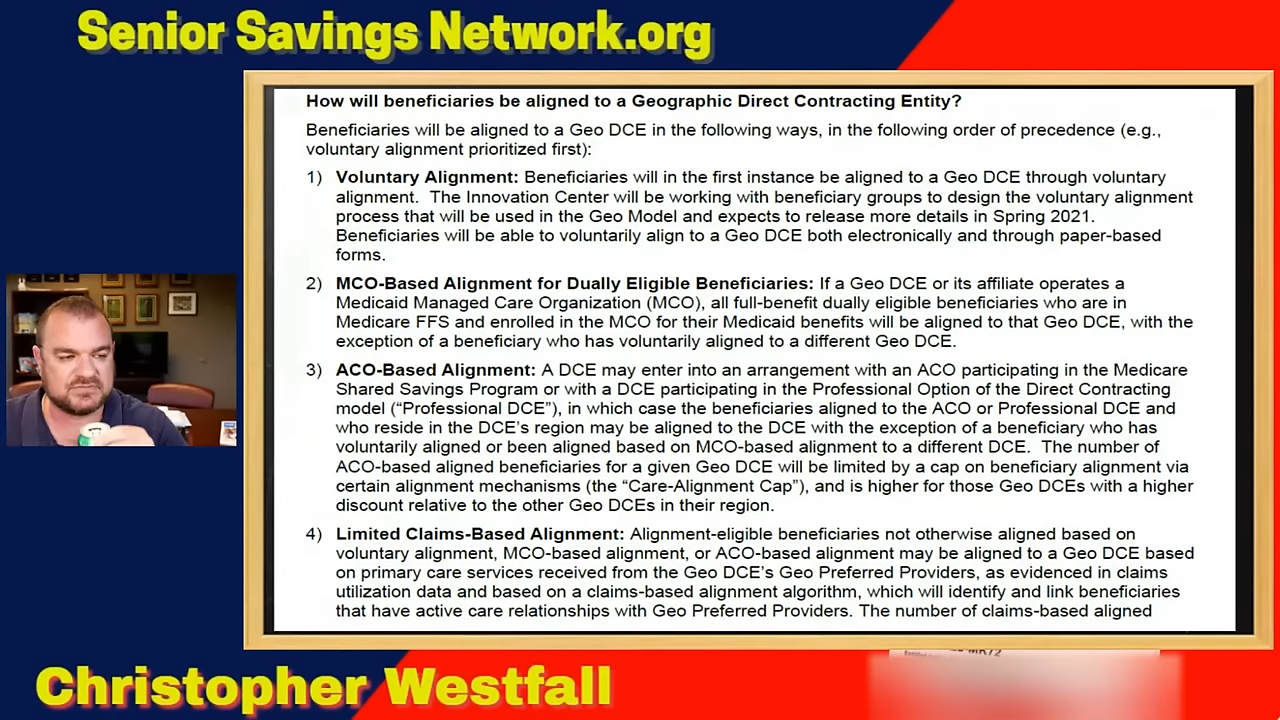 Senior Savings Network.org
How will beneficiaries be aligned to a Geographic Direct Contracting Entity?
Beneficiaries will be aligned to a Geo DCE in the following ways, in the following order of precedence (e.g.,
voluntary alignment prioritized first):
1) Voluntary Alignment: Beneficiaries will in the first instance be aligned to a Geo DCE through voluntary
alignment. The Innovation Center will be working with beneficiary groups to design the voluntary alignment
process that will be used in the Geo Model and expects to release more details in Spring 2021.
Beneficiaries will be able to voluntarily align to a Geo DCE both electronically and through paper-based
forms.
2) MCO-Based Alignment for Dually Eligible Beneficiaries: If a Geo DCE or its affiliate operates a
Medicaid Managed Care Organization (MCO), all full-benefit dually eligible beneficiaries who are in
Medicare FFS and enrolled in the MCO for their Medicaid benefits will be aligned to that Geo DCE, with the
exception of a beneficiary who has voluntarily aligned to a different Geo DCE.
3) ACO-Based Alignment: A DCE may enter into an arrangement with an ACO participating in the Medicare
Shared Savings Program or with a DCE participating in the Professional Option of the Direct Contracting
model (“Professional DCE”), in which case the beneficiaries aligned to the ACO or Professional DCE and
who reside in the DCE’s region may be aligned to the DCE with the exception of a beneficiary who has
voluntarily aligned or been aligned based on MCO-based alignment to a different DCE. The number of
ACO-based aligned beneficiaries for a given Geo DCE will be limited by a cap on beneficiary alignment via
certain alignment mechanisms (the “Care-Alignment Cap”), and is higher for those Geo DCEs with a higher
discount relative to the other Geo DCEs in their region.
4) Limited Claims-Based Alignment: Alignment-eligible beneficiaries not otherwise aligned based on
voluntary alignment, MCO-based alignment, or ACO-based alignment may be aligned to a Geo DCE based
on primary care services received from the Geo DCE’s Geo Preferred Providers, as evidenced in claims
utilization data and based on a claims-based alignment algorithm, which will identify and link beneficiaries
that have active care relationships with Geo Preferred Providers. The number of claims-based aligned
Christopher Westfall